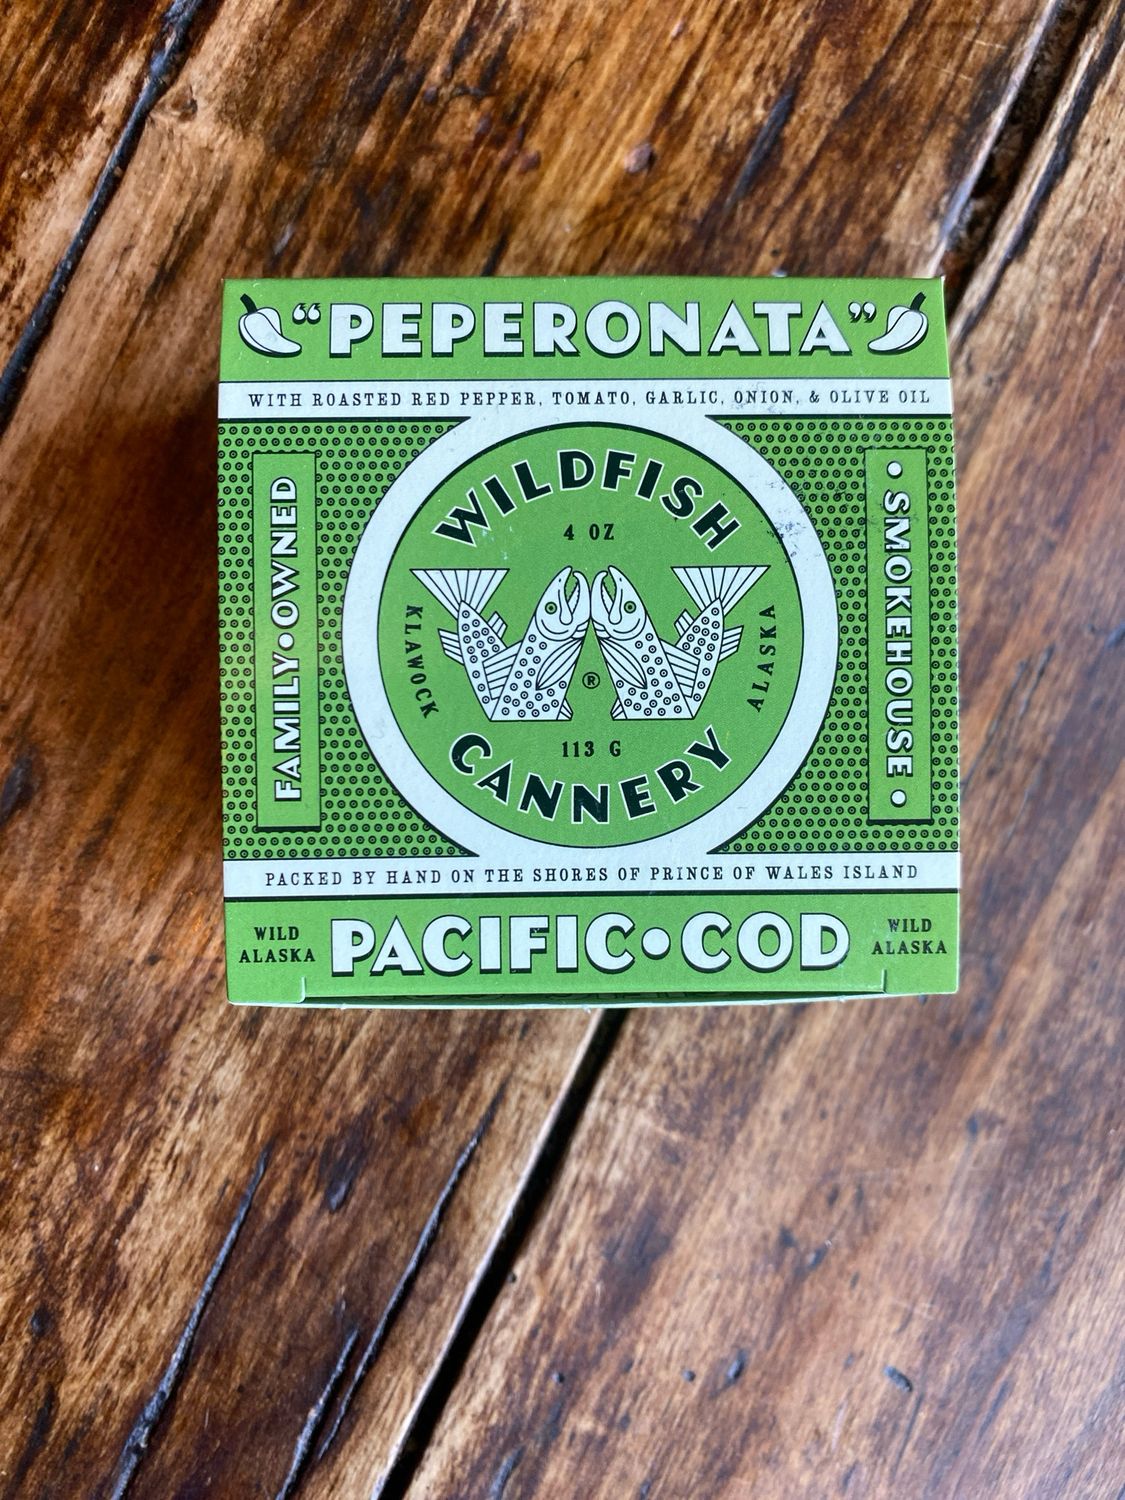 “PEPERONATA”
WITH ROASTED RED PEPPER, TOMATO, GARLIC, ONION, & OLIVE OIL
FAMILY•OWNED
WILDFISH
4 OZ
KLAWOCK
ALASKA
®
113 G
CANNERY
• SMOKEHOUSE •
PACKED BY HAND ON THE SHORES OF PRINCE OF WALES ISLAND
WILD
ALASKA
PACIFIC•COD
WILD
ALASKA